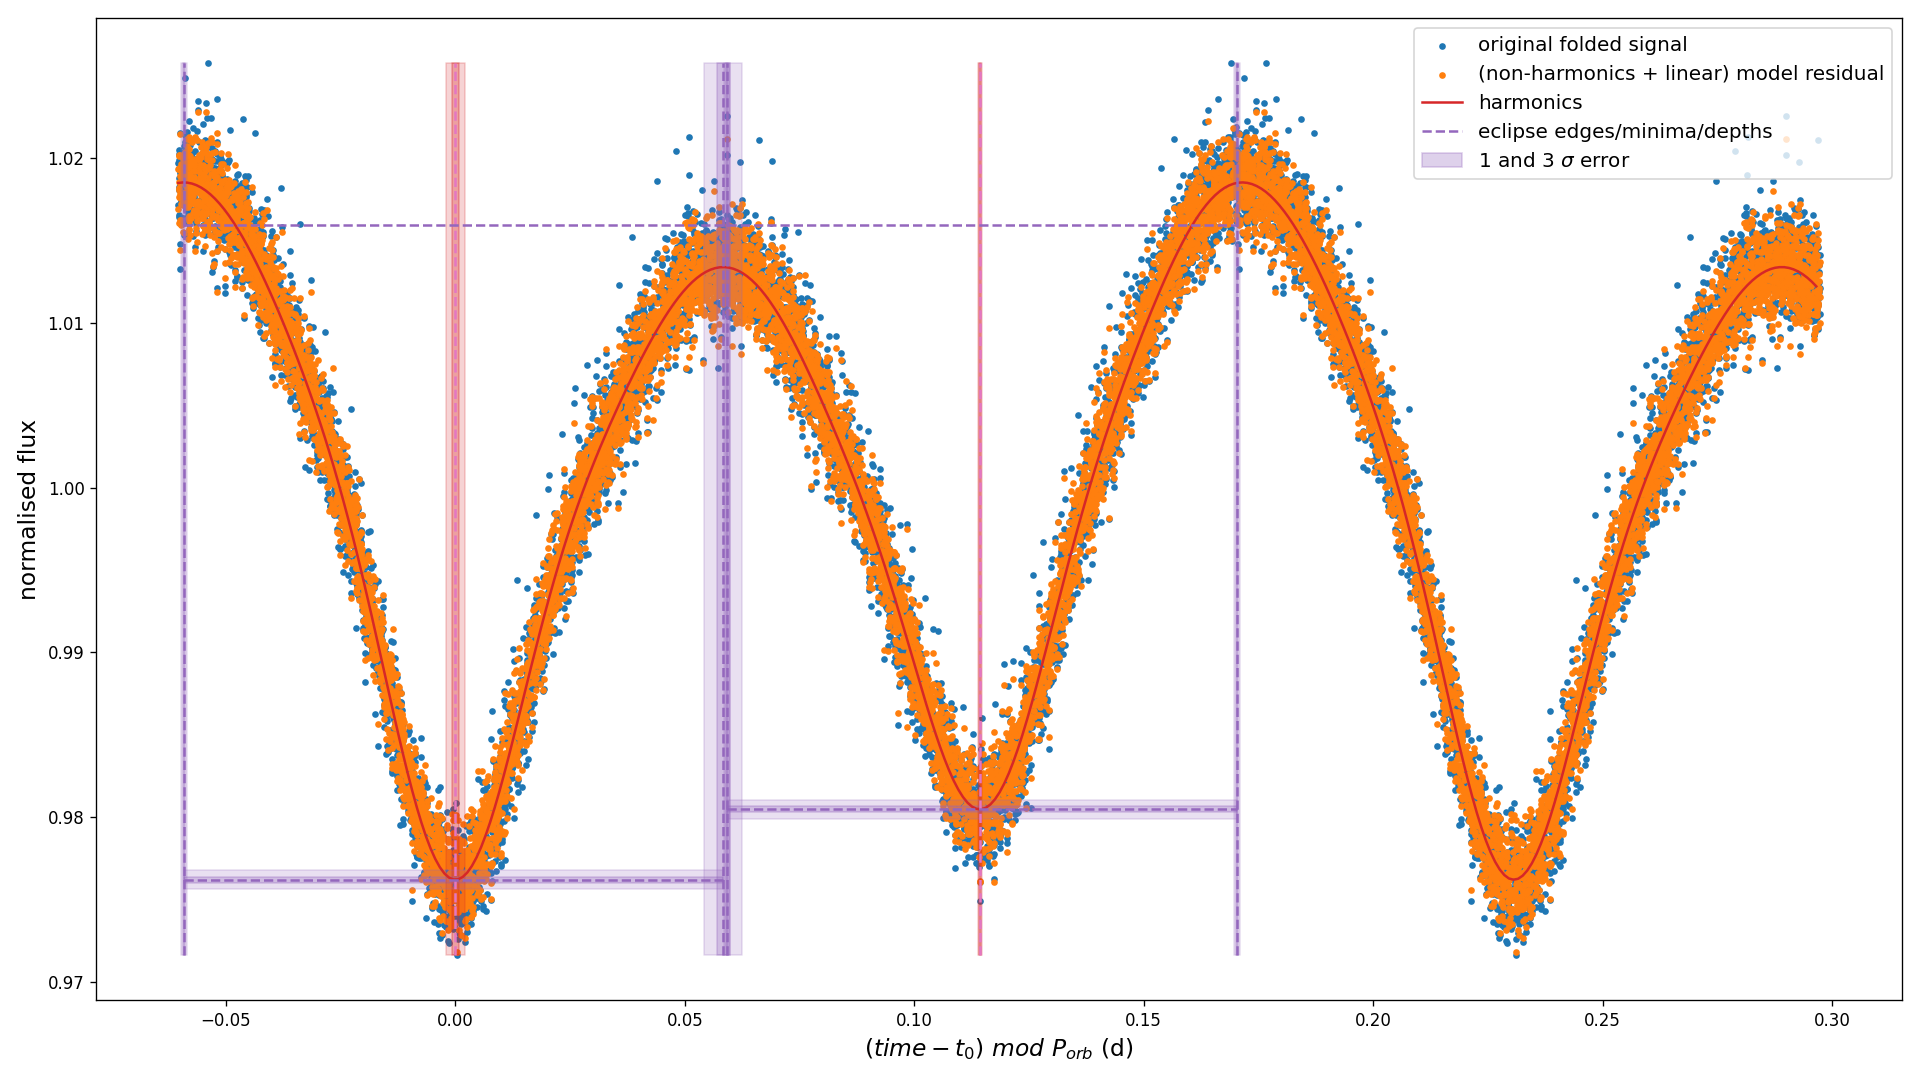 original folded signal
(non-harmonics + linear) model residual
harmonics
eclipse edges/minima/depths
1 and 3 σ error
normalised flux
1.02
1.01
1.00
0.99
0.98
0.97
−0.05
0.00
0.05
0.10
0.15
0.20
0.25
0.30
(time − t₀) mod Pₒᵣb (d)